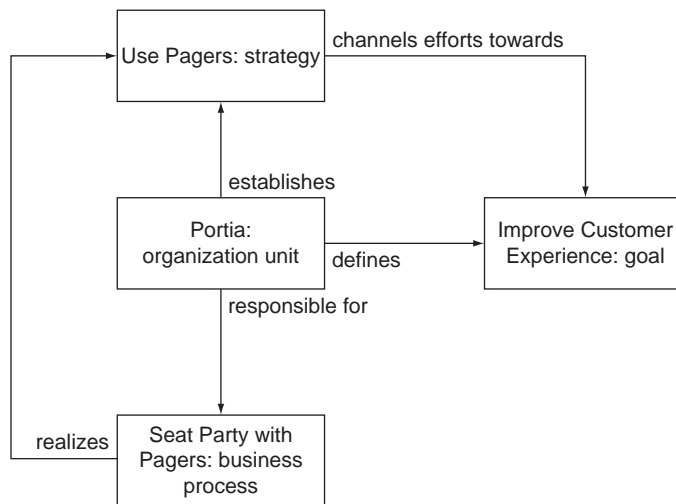 channels efforts towards
Use Pagers: strategy
establishes
Portia:
organization unit
defines
Improve Customer
Experience: goal
responsible for
realizes
Seat Party with
Pagers: business
process